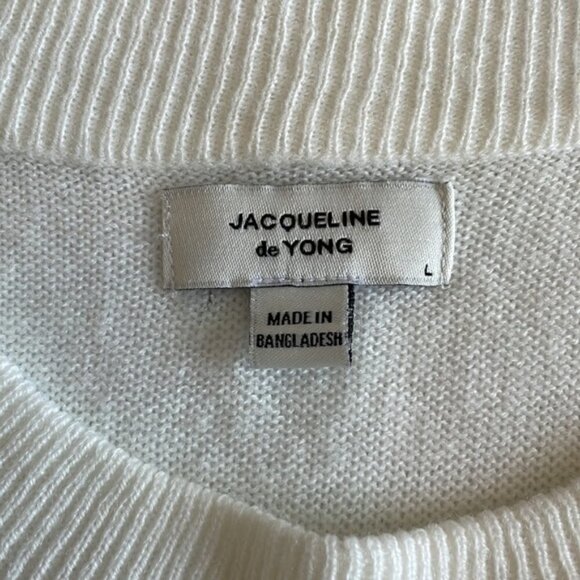 JACQUELINE
de YONG
L
MADE IN
BANGLADESH